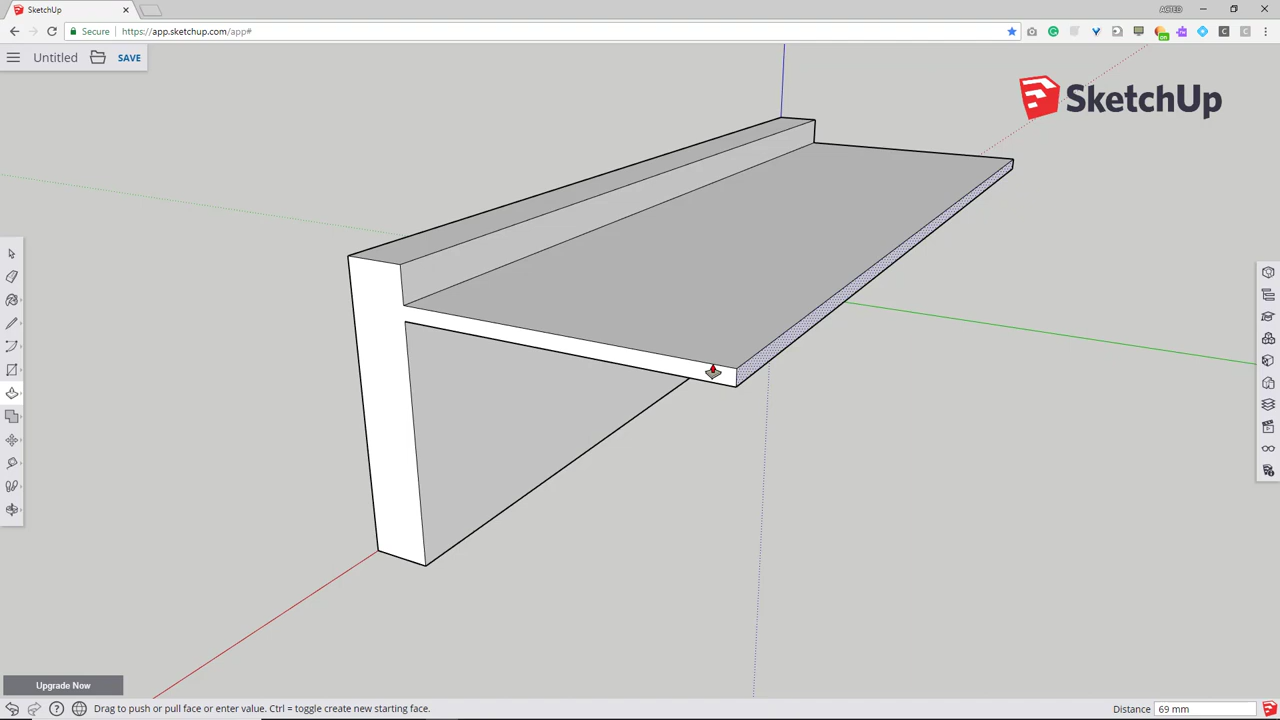 SketchUp
Secure https://app.sketchup.com/app#
Untitled SAVE
SketchUp
Upgrade Now
Drag to push or pull face or enter value. Ctrl = toggle create new starting face.
Distance 69 mm